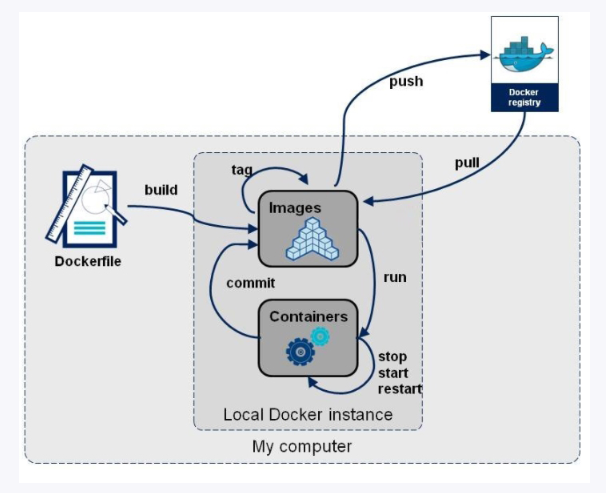 push
Docker
registry
tag
pull
build
Images
Dockerfile
commit
run
Containers
stop
start
restart
Local Docker instance
My computer